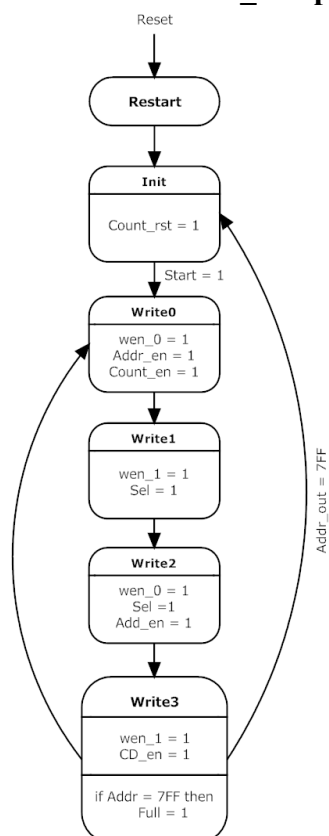 Reset
Restart
Init
Count_rst = 1
Start = 1
Write0
wen_0 = 1
Addr_en = 1
Count_en = 1
Write1
wen_1 = 1
Sel = 1
Addr_out = 7FF
Write2
wen_0 = 1
Sel =1
Add_en = 1
Write3
wen_1 = 1
CD_en = 1
if Addr = 7FF then
Full = 1